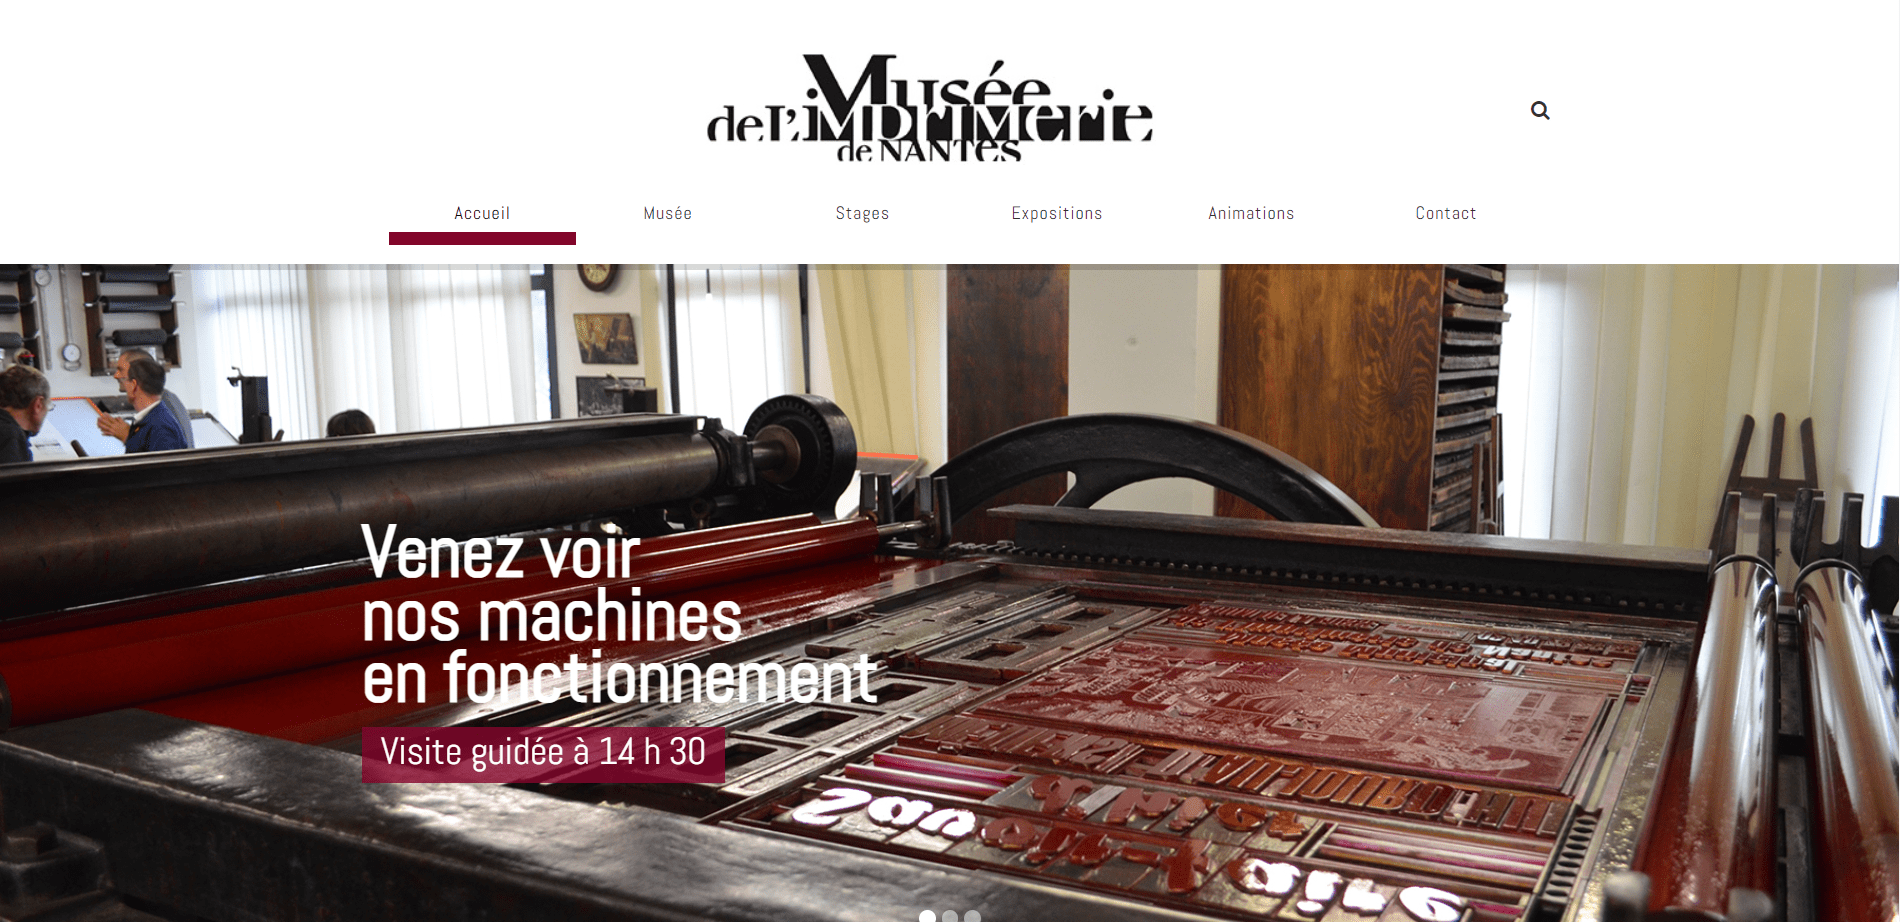 Musée
de L'imprimerie
de NANTES
Accueil
Musée
Stages
Expositions
Animations
Contact
Venez voir
nos machines
en fonctionnement
Visite guidée à 14 h 30